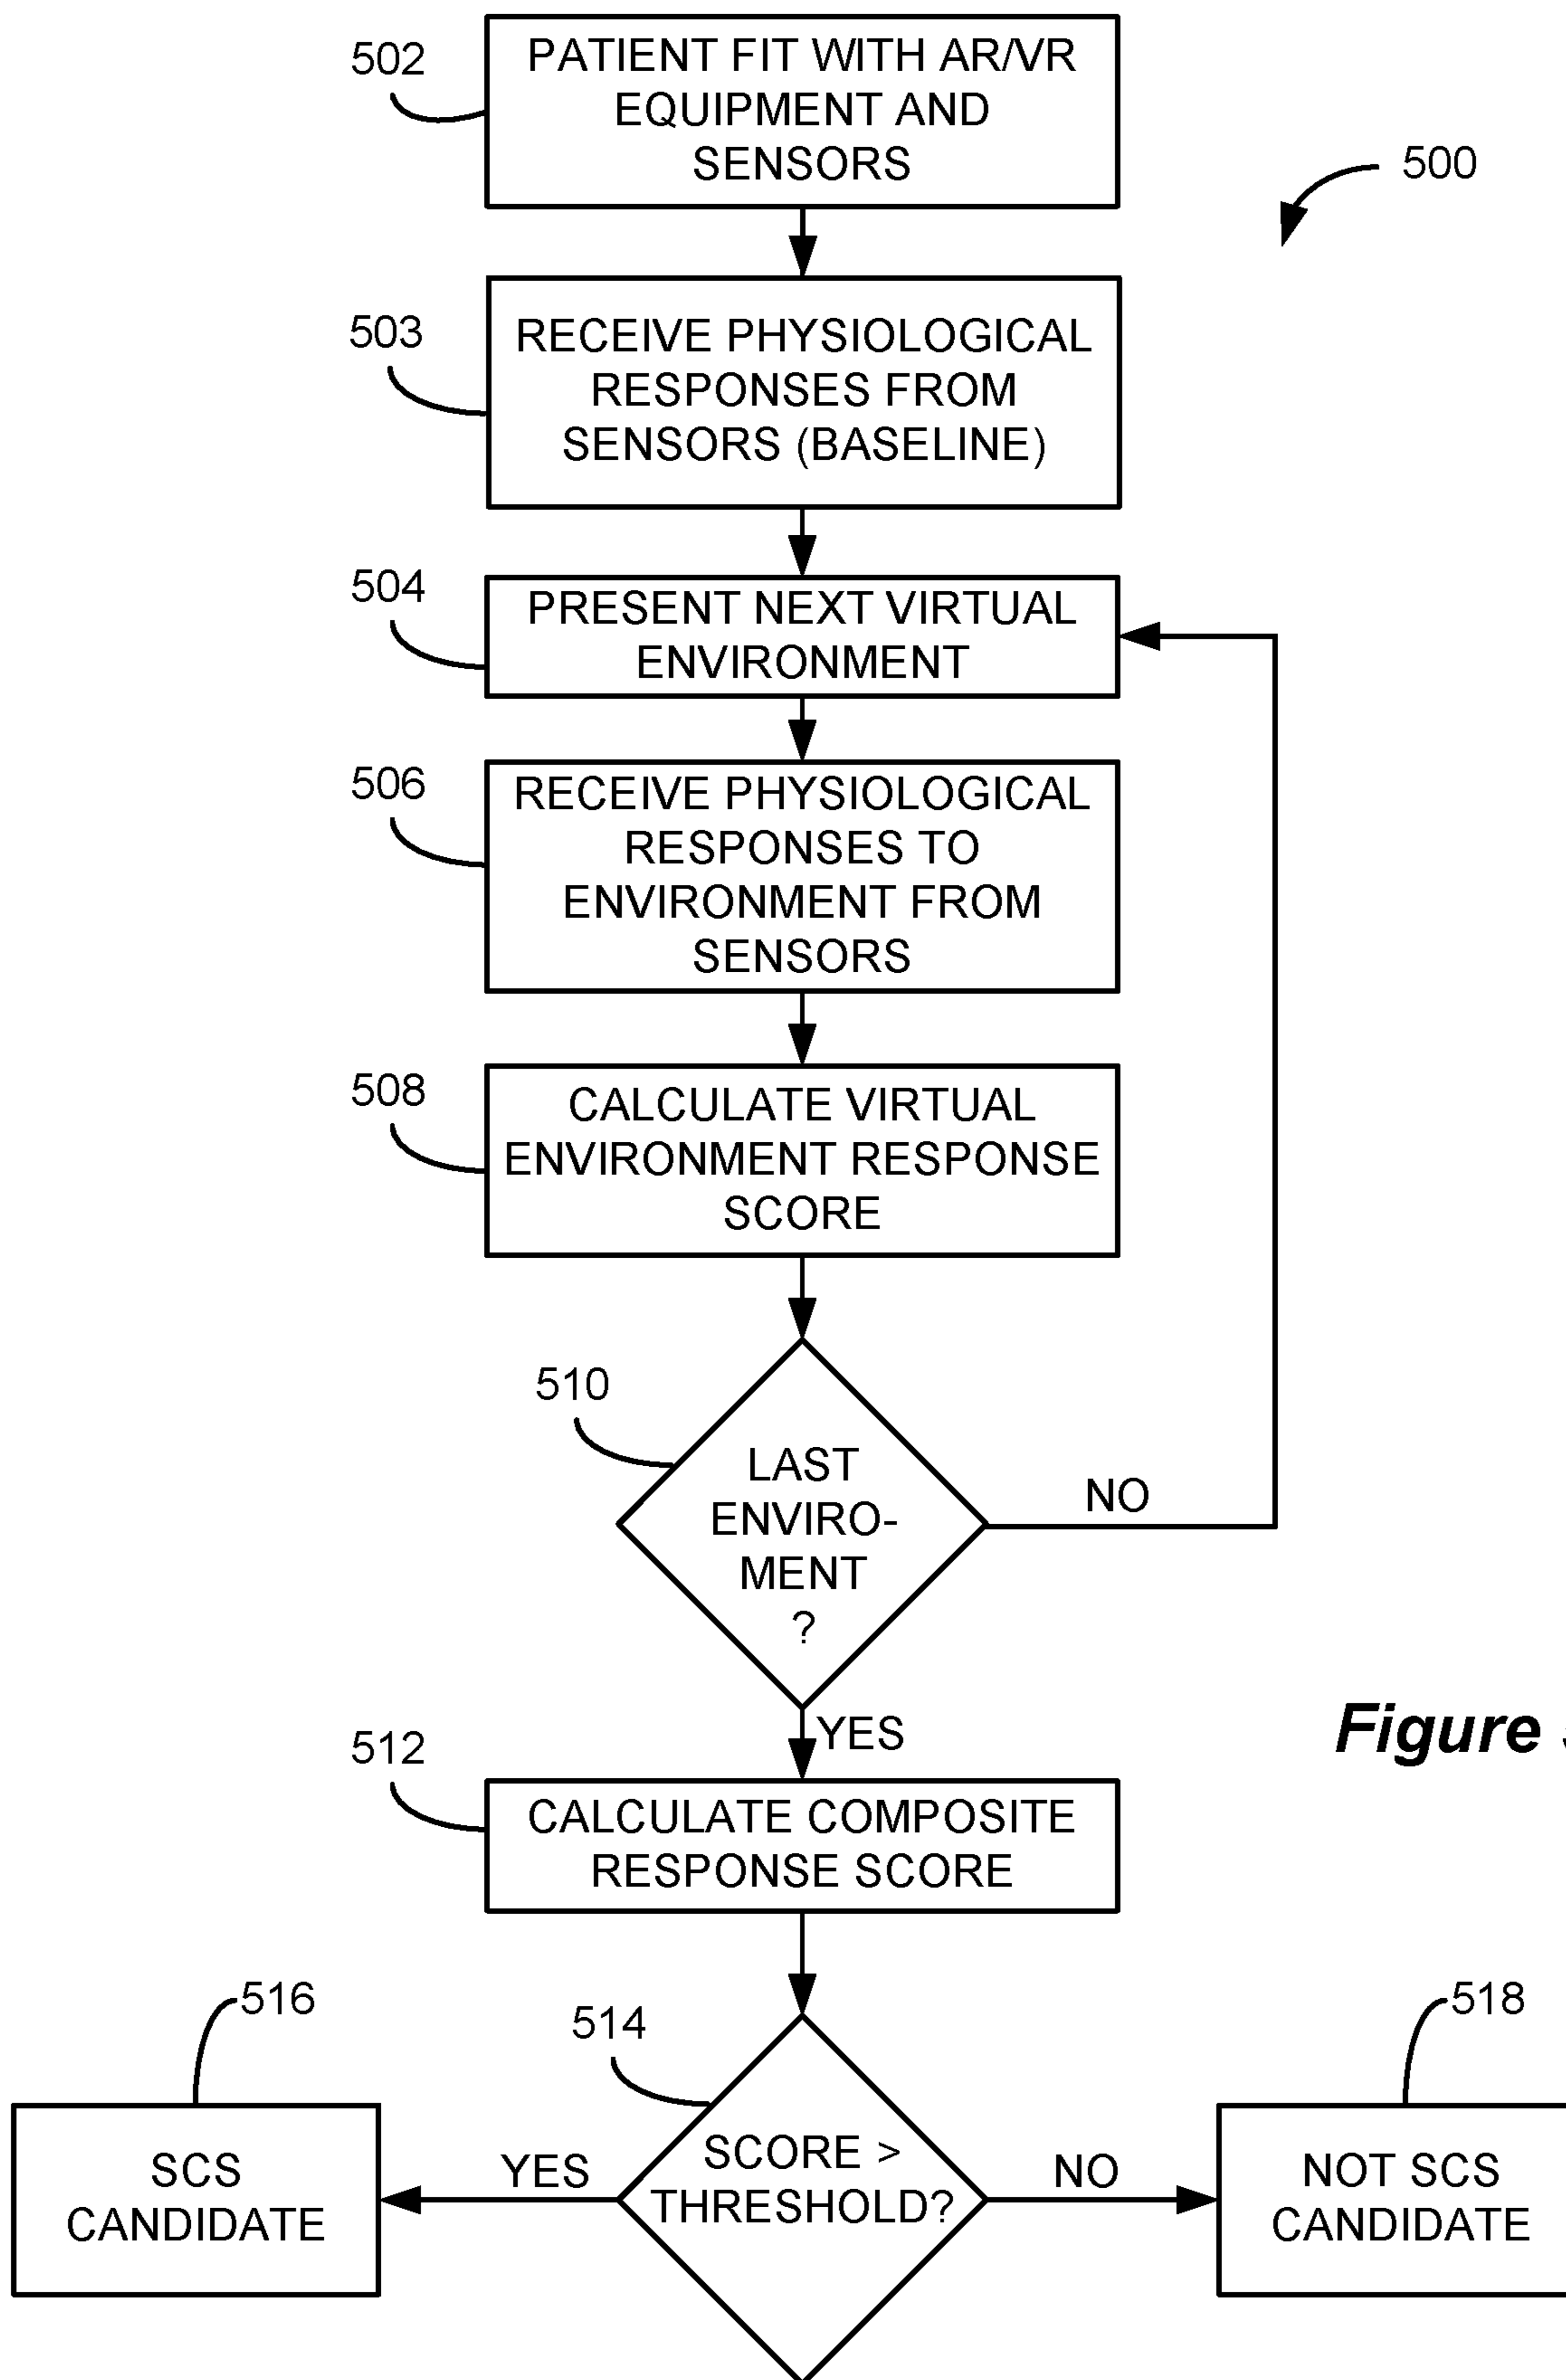 502
PATIENT FIT WITH AR/VR
EQUIPMENT AND
SENSORS
500
503
RECEIVE PHYSIOLOGICAL
RESPONSES FROM
SENSORS (BASELINE)
504
PRESENT NEXT VIRTUAL
ENVIRONMENT
506
RECEIVE PHYSIOLOGICAL
RESPONSES TO
ENVIRONMENT FROM
SENSORS
508
CALCULATE VIRTUAL
ENVIRONMENT RESPONSE
SCORE
510
LAST
ENVIRO-
MENT
?
NO
YES
Figure
512
CALCULATE COMPOSITE
RESPONSE SCORE
516
514
518
SCS
CANDIDATE
YES
SCORE >
THRESHOLD?
NO
NOT SCS
CANDIDATE